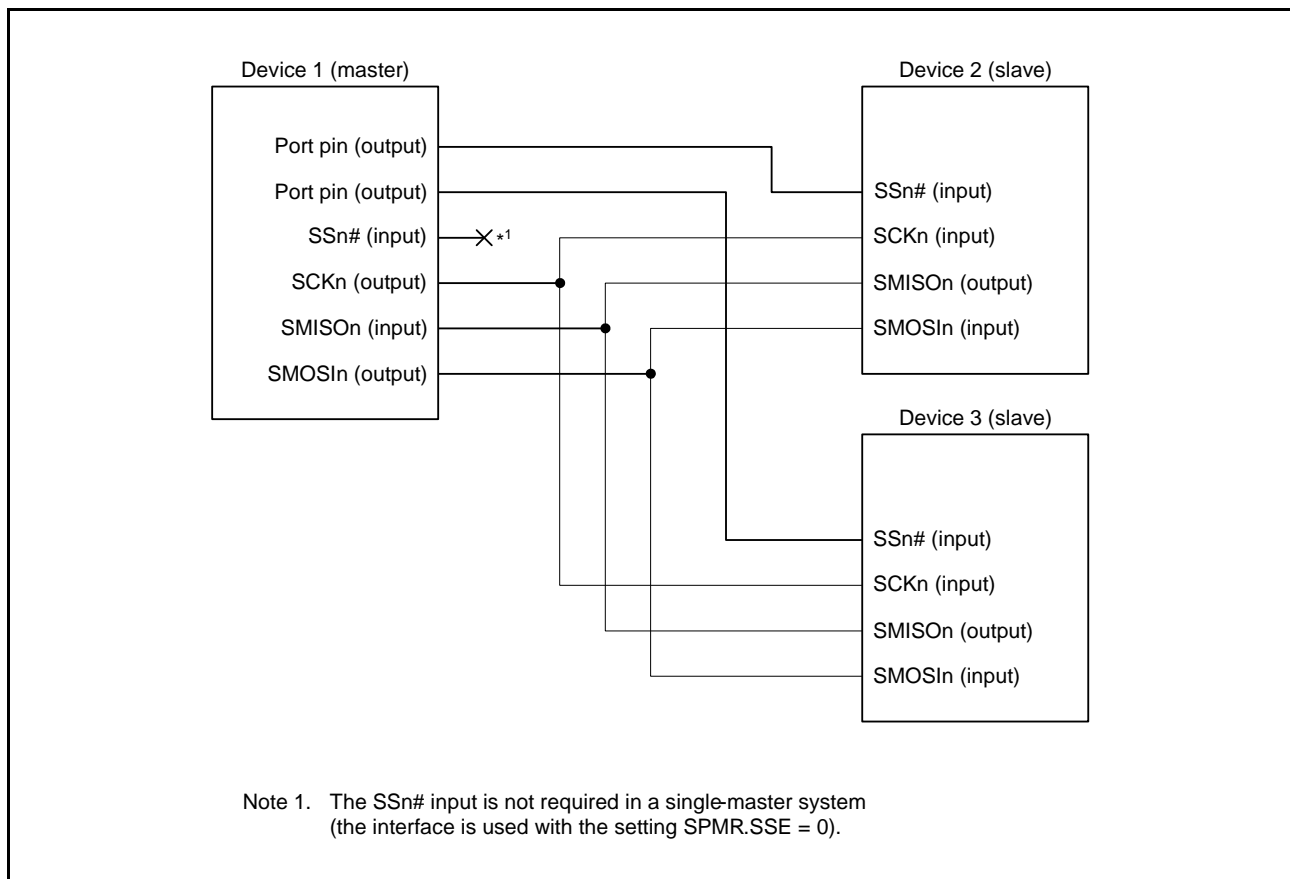 Device 1 (master)
Port pin (output)
Port pin (output)
SSn# (input)
*1
SCKn (output)
SMISOn (input)
SMOSIn (output)
Device 2 (slave)
SSn# (input)
SCKn (input)
SMISOn (output)
SMOSIn (input)
Device 3 (slave)
SSn# (input)
SCKn (input)
SMISOn (output)
SMOSIn (input)
Note 1. The SSn# input is not required in a single-master system
(the interface is used with the setting SPMR.SSE = 0).